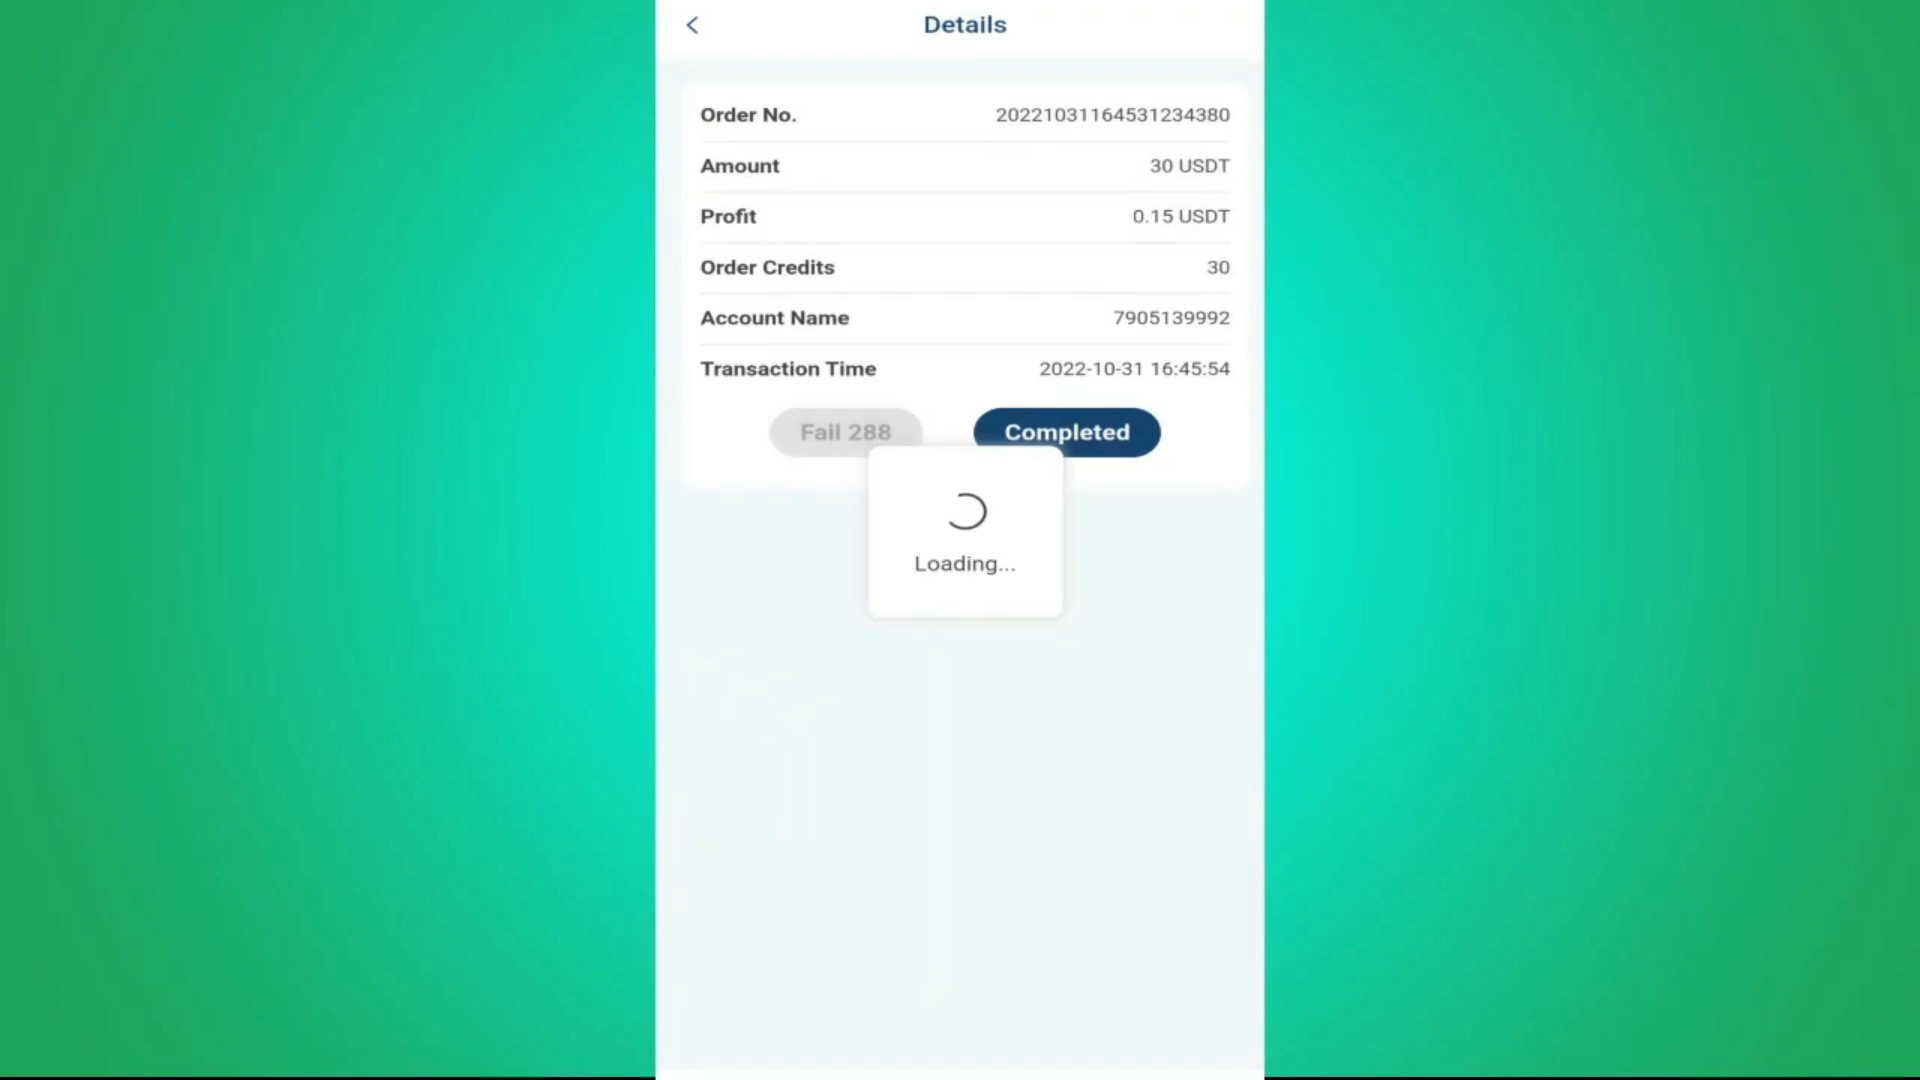 Details
Order No. 20221031164531234380
Amount 30 USDT
Profit 0.15 USDT
Order Credits 30
Account Name 7905139992
Transaction Time 2022-10-31 16:45:54
Fail 288 Completed
Loading...